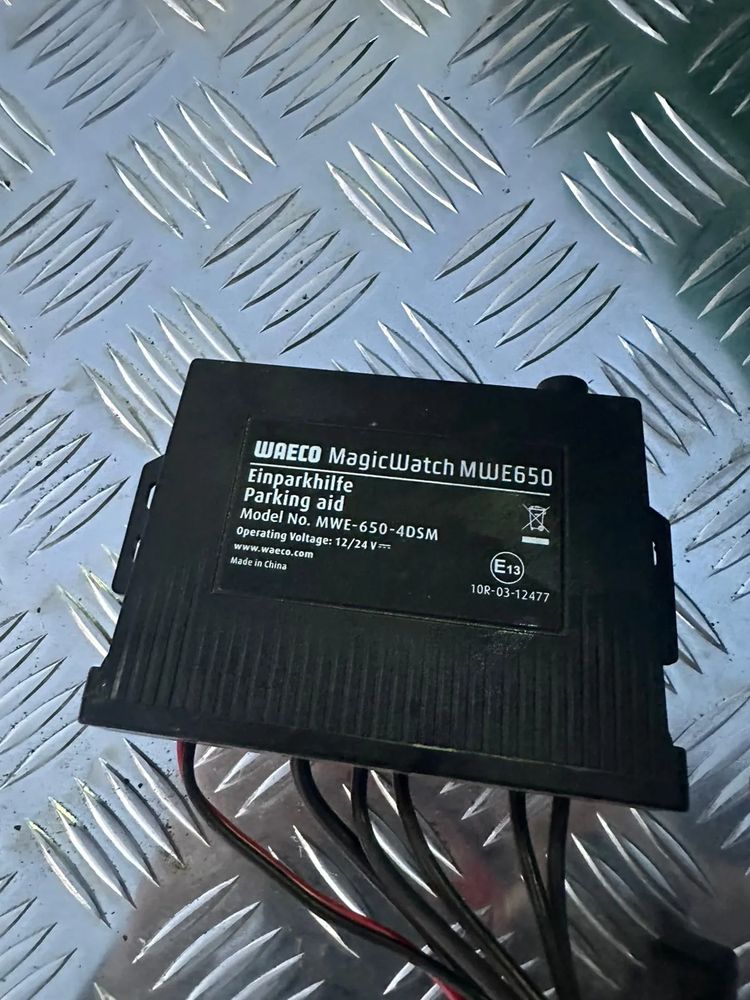 WAECO MagicWatch MWE650
Einparkhilfe
Parking aid
Model No. MWE-650-4DSM
Operating Voltage: 12/24 V⎓
www.waeco.com
Made in China
E13
10R-03-12477